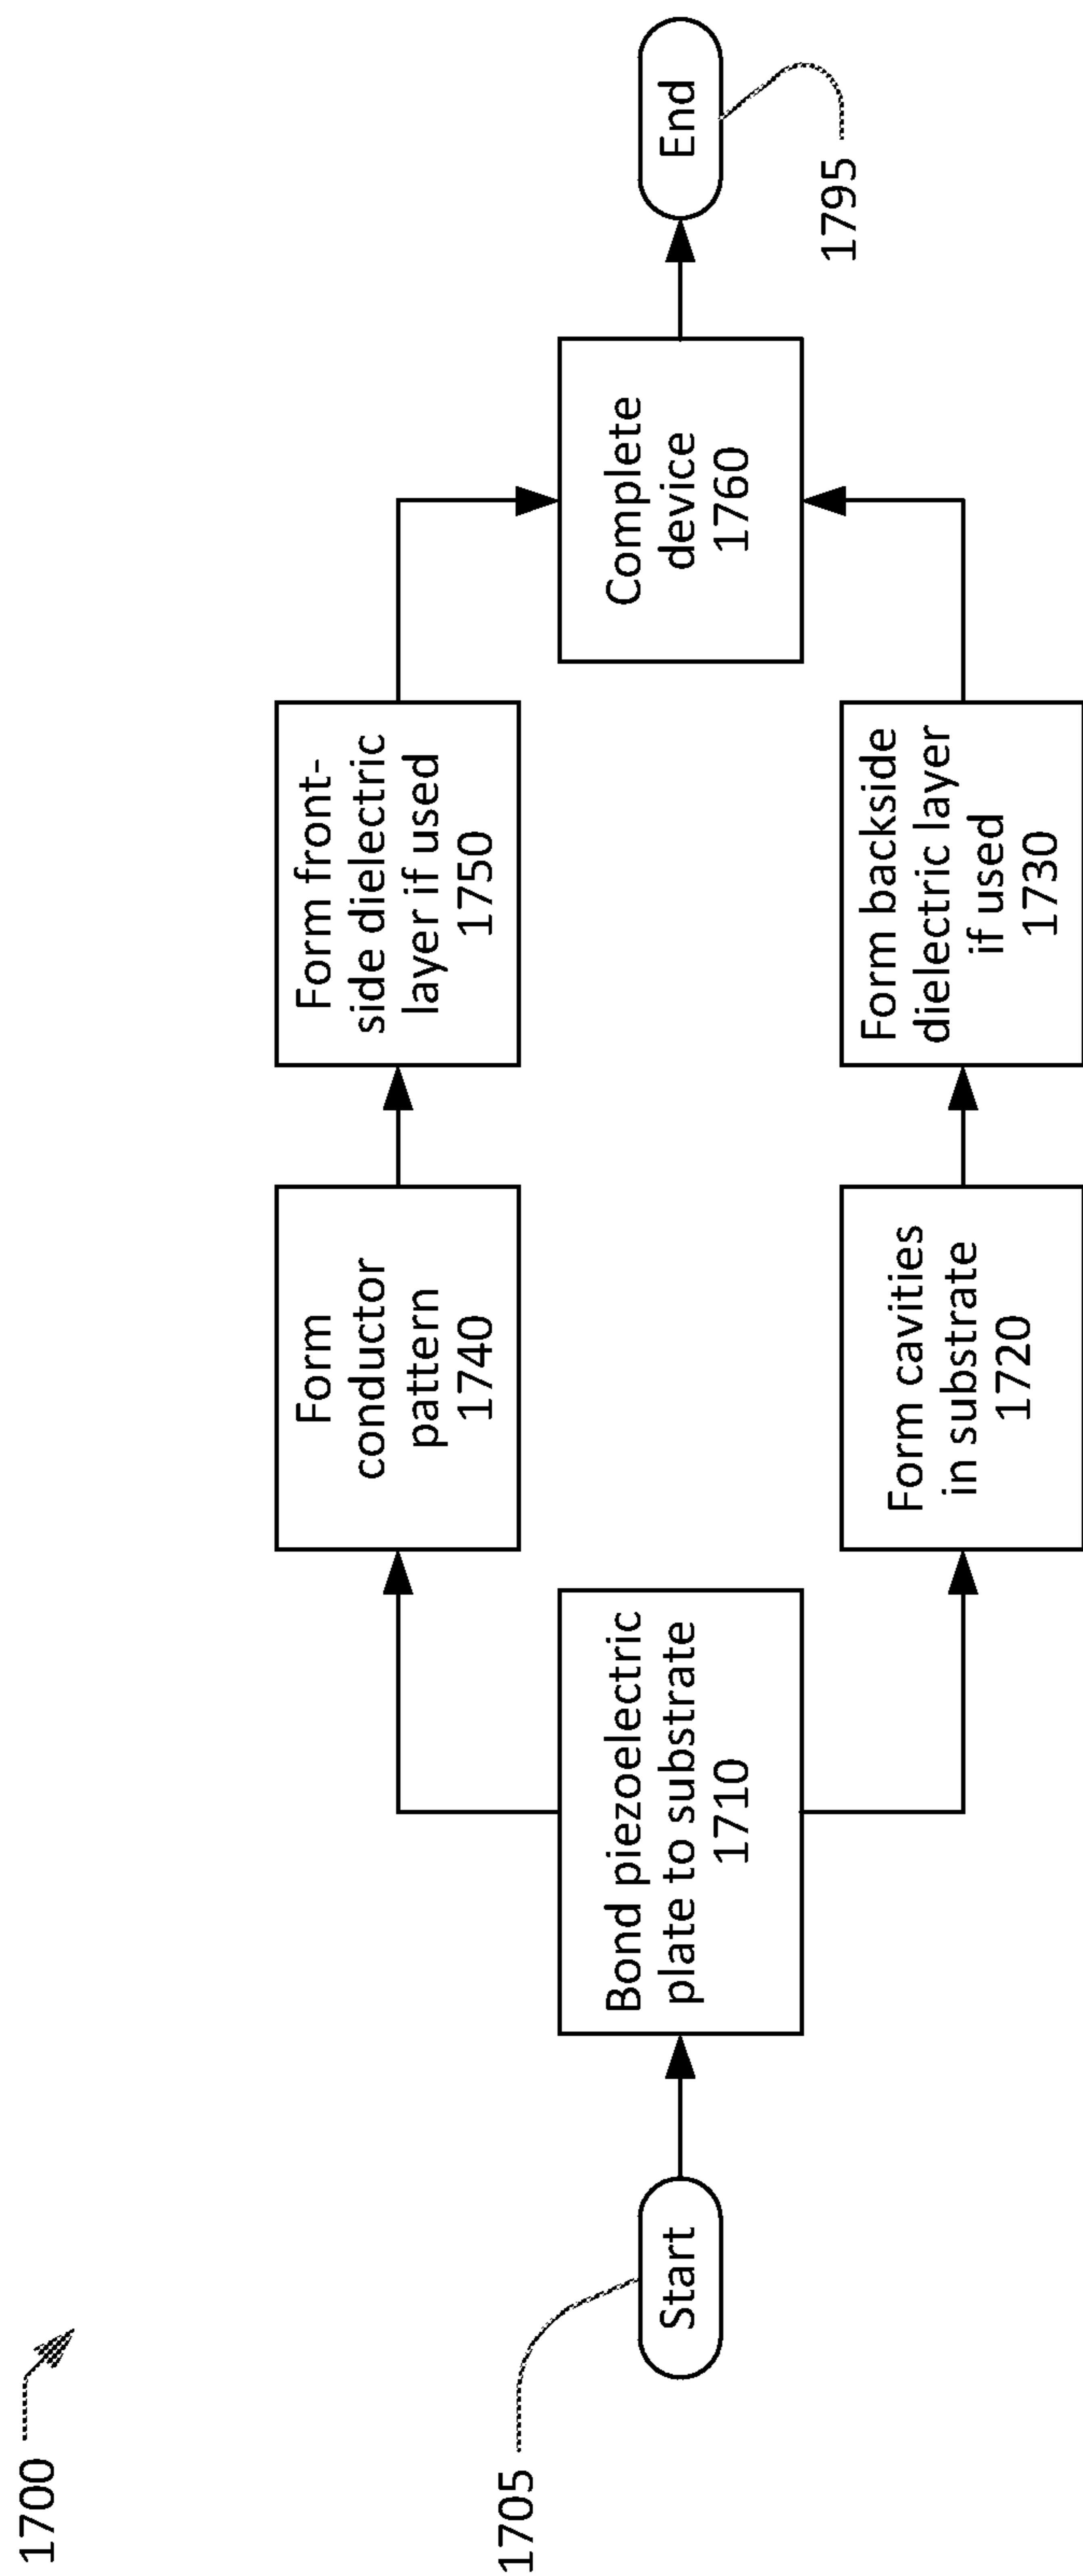 1700
1705
Start
Bond piezoelectric
plate to substrate
1710
Form
conductor
pattern
1740
Form front-
side dielectric
layer if used
1750
Form cavities
in substrate
1720
Form backside
dielectric layer
if used
1730
Complete
device
1760
End
1795